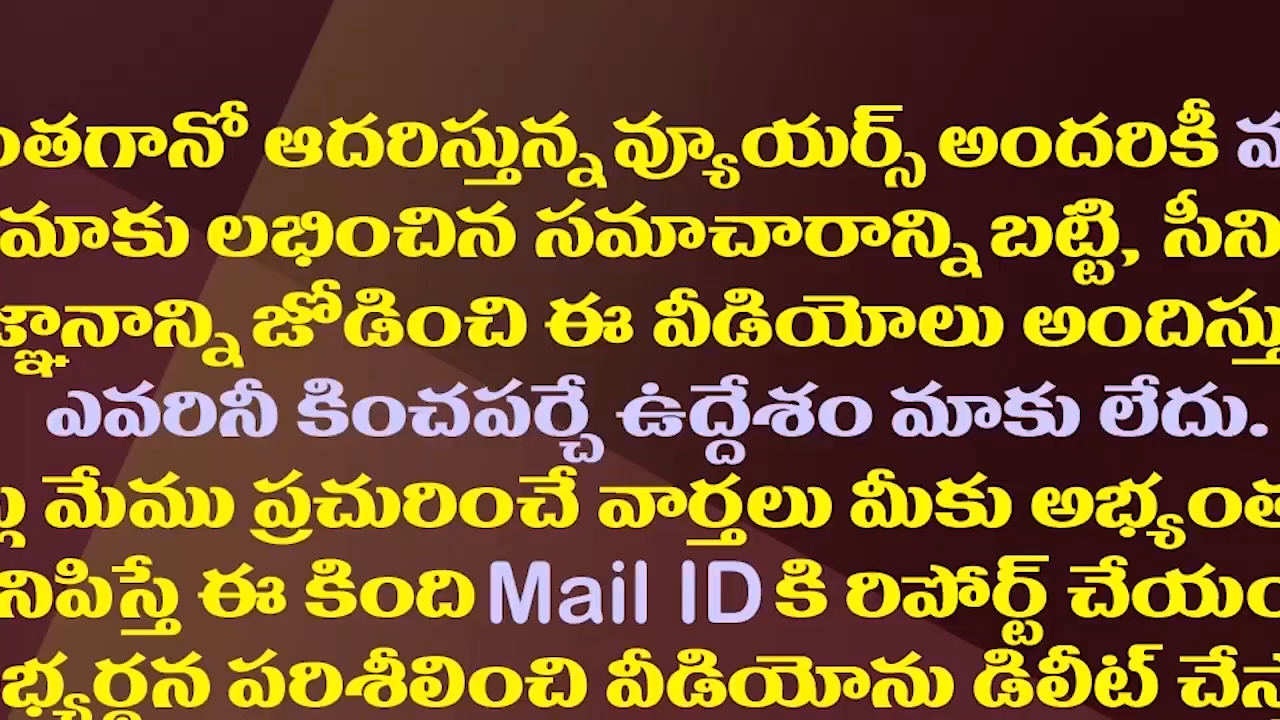 ఆదరిస్తున్న వ్యూయర్స్ అందరికీ
మాకు లభించిన సమాచారాన్ని బట్టి,
జోడించి ఈ వీడియోలు
ఎవరినీ కించపర్చే ఉద్దేశం మాకు లేదు.
మేము ప్రచురించే వార్తలు మీకు
ఈ కింది Mail ID కి రిపోర్ట్
పరిశీలించి వీడియోను డిలీట్